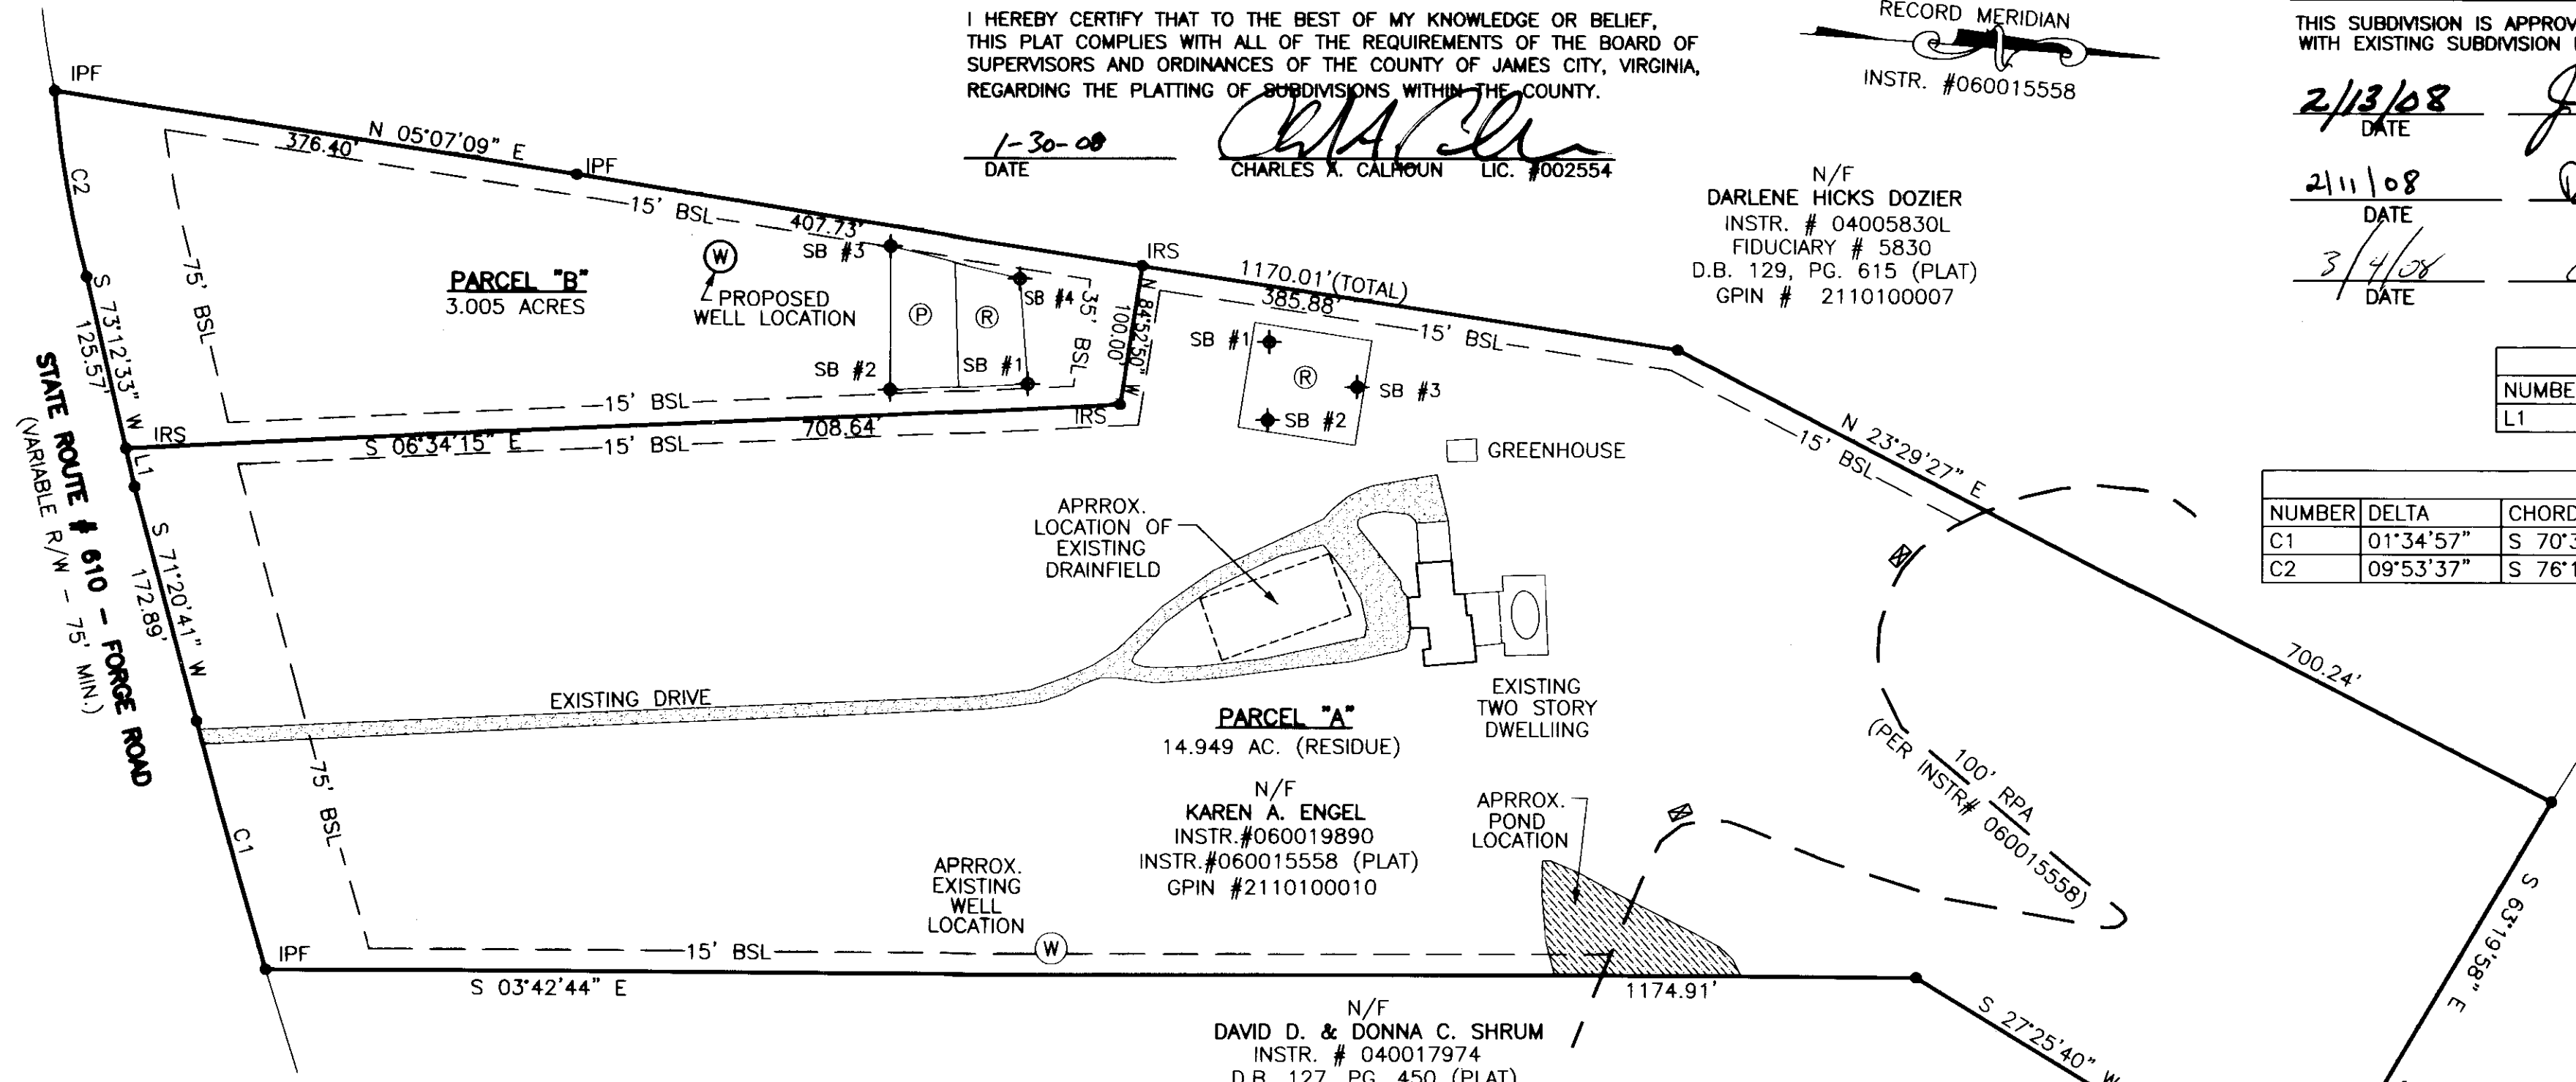 I HEREBY CERTIFY THAT TO THE BEST OF MY KNOWLEDGE OR BELIEF,
THIS PLAT COMPLIES WITH ALL OF THE REQUIREMENTS OF THE BOARD OF
SUPERVISORS AND ORDINANCES OF THE COUNTY OF JAMES CITY, VIRGINIA,
REGARDING THE PLATTING OF SUBDIVISIONS WITHIN THE COUNTY.
1-30-08
DATE
CHARLES A. CALHOUN LIC. #002554
RECORD MERIDIAN
INSTR. #060015558
THIS SUBDIVISION IS APPROV
WITH EXISTING SUBDIVISION
2/13/08
DATE
2/11/08
DATE
3/4/08
DATE
N/F
DARLENE HICKS DOZIER
INSTR. # 04005830L
FIDUCIARY # 5830
D.B. 129, PG. 615 (PLAT)
GPIN # 2110100007
NUMBE
L1
NUMBER DELTA CHORD
C1 01°34'57" S 70°3
C2 09°53'37" S 76°1
IPF
N 05°07'09" E
376.40'
IPF
15' BSL
407.73'
IRS
1170.01'(TOTAL)
385.88'
15' BSL
C2
75' BSL
PARCEL "B"
3.005 ACRES
W
PROPOSED
WELL LOCATION
SB #3
SB #4
P
R
SB #2
SB #1
35' BSL
N 84°52'50" W
100.00'
SB #1
R
SB #3
SB #2
S 73°12'33" W
125.57'
15' BSL
IRS
IRS
S 06°34'15" E
708.64'
15' BSL
L1
STATE ROUTE # 610 - FORGE ROAD
(VARIABLE R/W - 75' MIN.)
S 71°20'41" W
172.89'
GREENHOUSE
N 23°29'27" E
15' BSL
700.24'
APRROX.
LOCATION OF
EXISTING
DRAINFIELD
EXISTING DRIVE
EXISTING
TWO STORY
DWELLIING
PARCEL "A"
14.949 AC. (RESIDUE)
N/F
KAREN A. ENGEL
INSTR.#060019890
INSTR.#060015558 (PLAT)
GPIN #2110100010
75' BSL
C1
100' RPA
(PER INSTR# 060015558)
APRROX.
POND
LOCATION
APRROX.
EXISTING
WELL
LOCATION
W
15' BSL
IPF
S 03°42'44" E
1174.91'
S 63°19'58" E
S 27°25'40" W
N/F
DAVID D. & DONNA C. SHRUM
INSTR. # 040017974
D.B. 127, PG. 450 (PLAT)